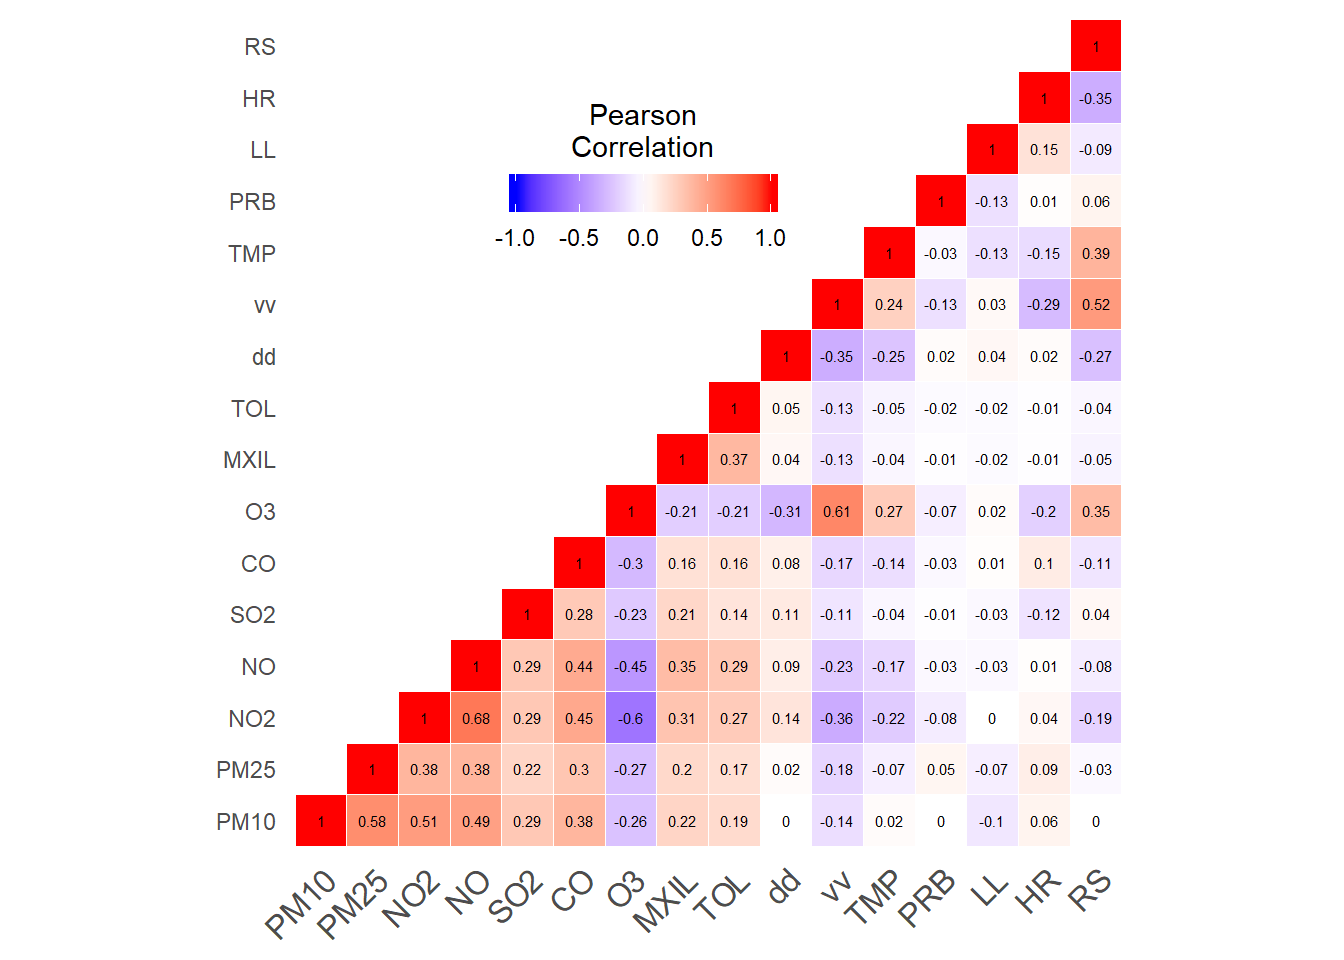 Pearson
Correlation
-1.0 -0.5 0.0 0.5 1.0
RS 1
HR 1 -0.35
LL 1 0.15 -0.09
PRB 1 -0.13 0.01 0.06
TMP 1 -0.03 -0.13 -0.15 0.39
vv 1 0.24 -0.13 0.03 -0.29 0.52
dd 1 -0.35 -0.25 0.02 0.04 0.02 -0.27
TOL 1 0.05 -0.13 -0.05 -0.02 -0.02 -0.01 -0.04
MXIL 1 0.37 0.04 -0.13 -0.04 -0.01 -0.02 -0.01 -0.05
O3 1 -0.21 -0.21 -0.31 0.61 0.27 -0.07 0.02 -0.2 0.35
CO 1 -0.3 0.16 0.16 0.08 -0.17 -0.14 -0.03 0.01 0.1 -0.11
SO2 1 0.28 -0.23 0.21 0.14 0.11 -0.11 -0.04 -0.01 -0.03 -0.12 0.04
NO 1 0.29 0.44 -0.45 0.35 0.29 0.09 -0.23 -0.17 -0.03 -0.03 0.01 -0.08
NO2 1 0.68 0.29 0.45 -0.6 0.31 0.27 0.14 -0.36 -0.22 -0.08 0 0.04 -0.19
PM25 1 0.38 0.38 0.22 0.3 -0.27 0.2 0.17 0.02 -0.18 -0.07 0.05 -0.07 0.09 -0.03
PM10 1 0.58 0.51 0.49 0.29 0.38 -0.26 0.22 0.19 0 -0.14 0.02 0 -0.1 0.06 0
PM10 PM25 NO2 NO SO2 CO O3 MXIL TOL dd vv TMP PRB LL HR RS